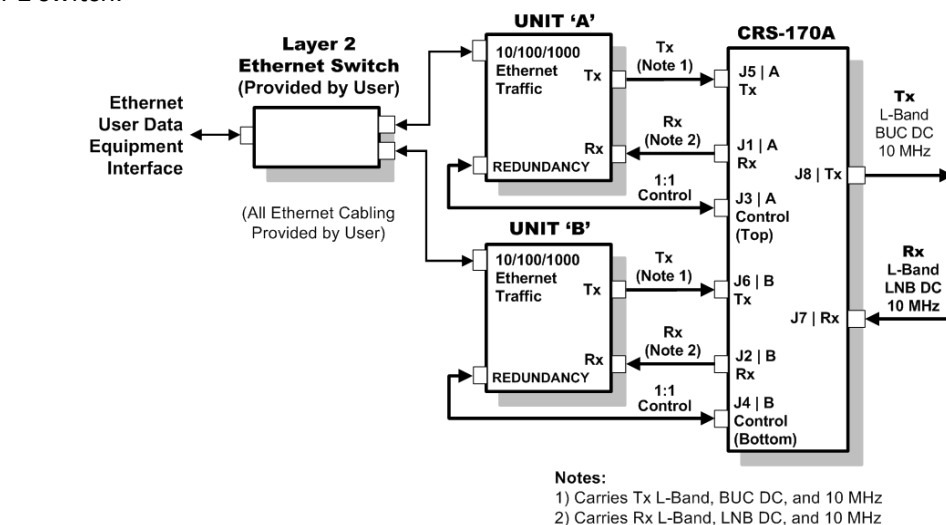 UNIT 'A'
CRS-170A
Layer 2
Ethernet Switch
(Provided by User)
Ethernet
User Data
Equipment
Interface
(All Ethernet Cabling
Provided by User)
10/100/1000
Ethernet
Traffic
Tx
Rx
REDUNDANCY
Tx
(Note 1)
Rx
(Note 2)
1:1
Control
J5 | A
Tx
J1 | A
Rx
J3 | A
Control
(Top)
J8 | Tx
Tx
L-Band
BUC DC
10 MHz
UNIT 'B'
10/100/1000
Ethernet
Traffic
Tx
Rx
REDUNDANCY
Tx
(Note 1)
Rx
(Note 2)
1:1
Control
J6 | B
Tx
J2 | B
Rx
J4 | B
Control
(Bottom)
J7 | Rx
Rx
L-Band
LNB DC
10 MHz
Notes:
1) Carries Tx L-Band, BUC DC, and 10 MHz
2) Carries Rx L-Band, LNB DC, and 10 MHz